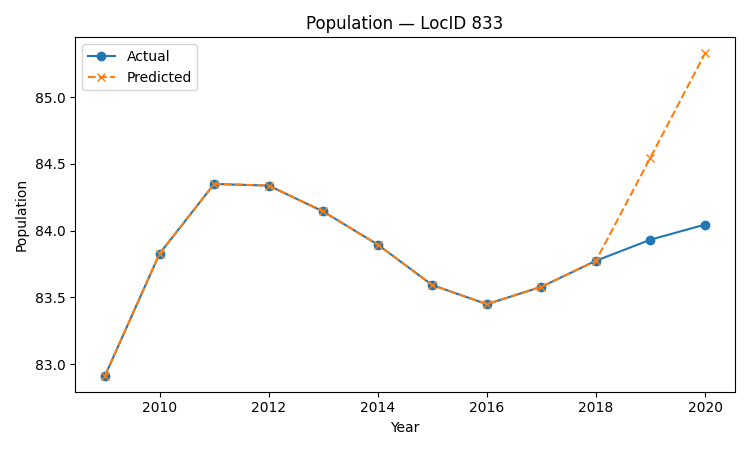 Population — LocID 833
Actual
Predicted
85.0
84.5
84.0
83.5
83.0
Population
2010 2012 2014 2016 2018 2020
Year